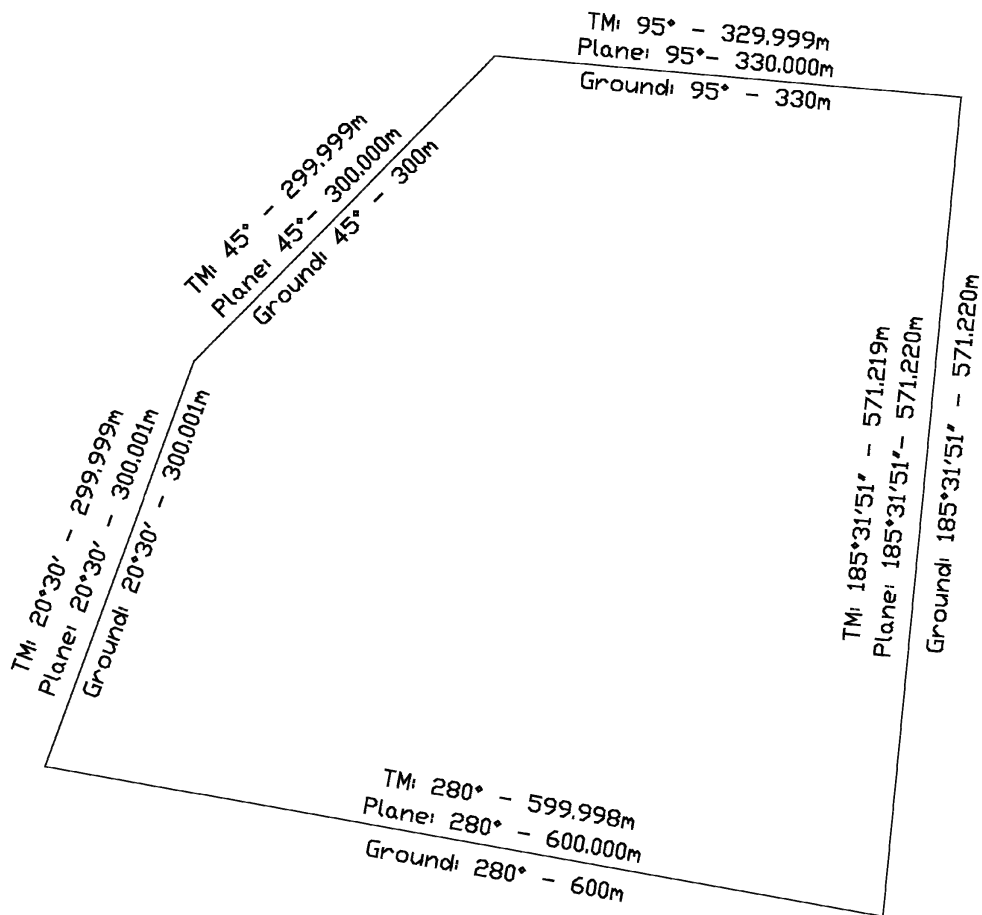 TM: 95° - 329.999m
Plane: 95°- 330.000m
Ground: 95° - 330m
TM: 45° - 299.999m
Plane: 45°- 300.000m
Ground: 45° - 300m
TM: 20°30' - 299.999m
Plane: 20°30' - 300.001m
Ground: 20°30' - 300.001m
TM: 185°31'51" - 571.219m
Plane: 185°31'51"- 571.220m
Ground: 185°31'51" - 571.220m
TM: 280° - 599.998m
Plane: 280° - 600.000m
Ground: 280° - 600m